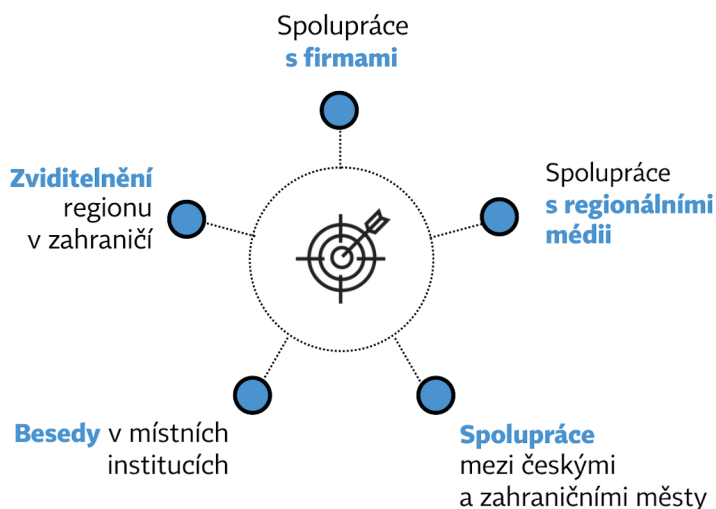 Spolupráce
s firmami
Zviditelnění
regionu
v zahraničí
Spolupráce
s regionálními
médii
Besedy v místních
institucích
Spolupráce
mezi českými
a zahraničními městy